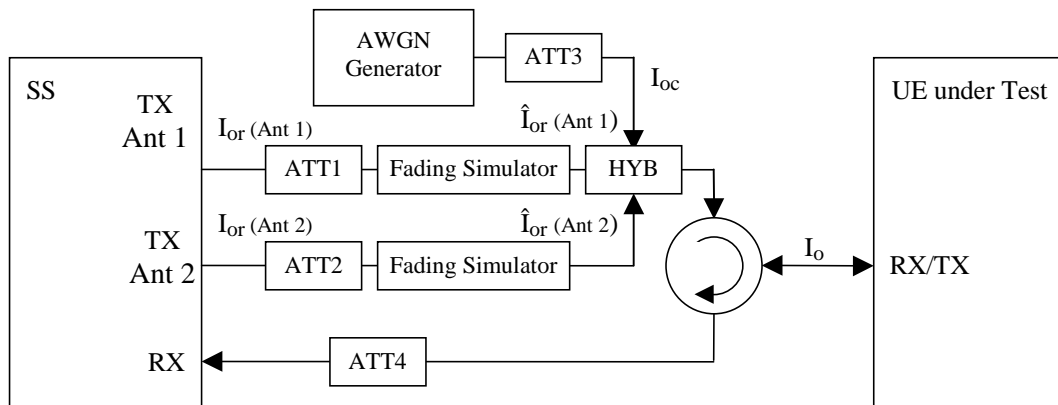 SS
TX
Ant 1
TX
Ant 2
RX
AWGN
Generator
ATT3
I_oc
I_or (Ant 1)
ATT1
Fading Simulator
Î_or (Ant 1)
HYB
I_or (Ant 2)
ATT2
Fading Simulator
Î_or (Ant 2)
ATT4
I_o
UE under Test
RX/TX